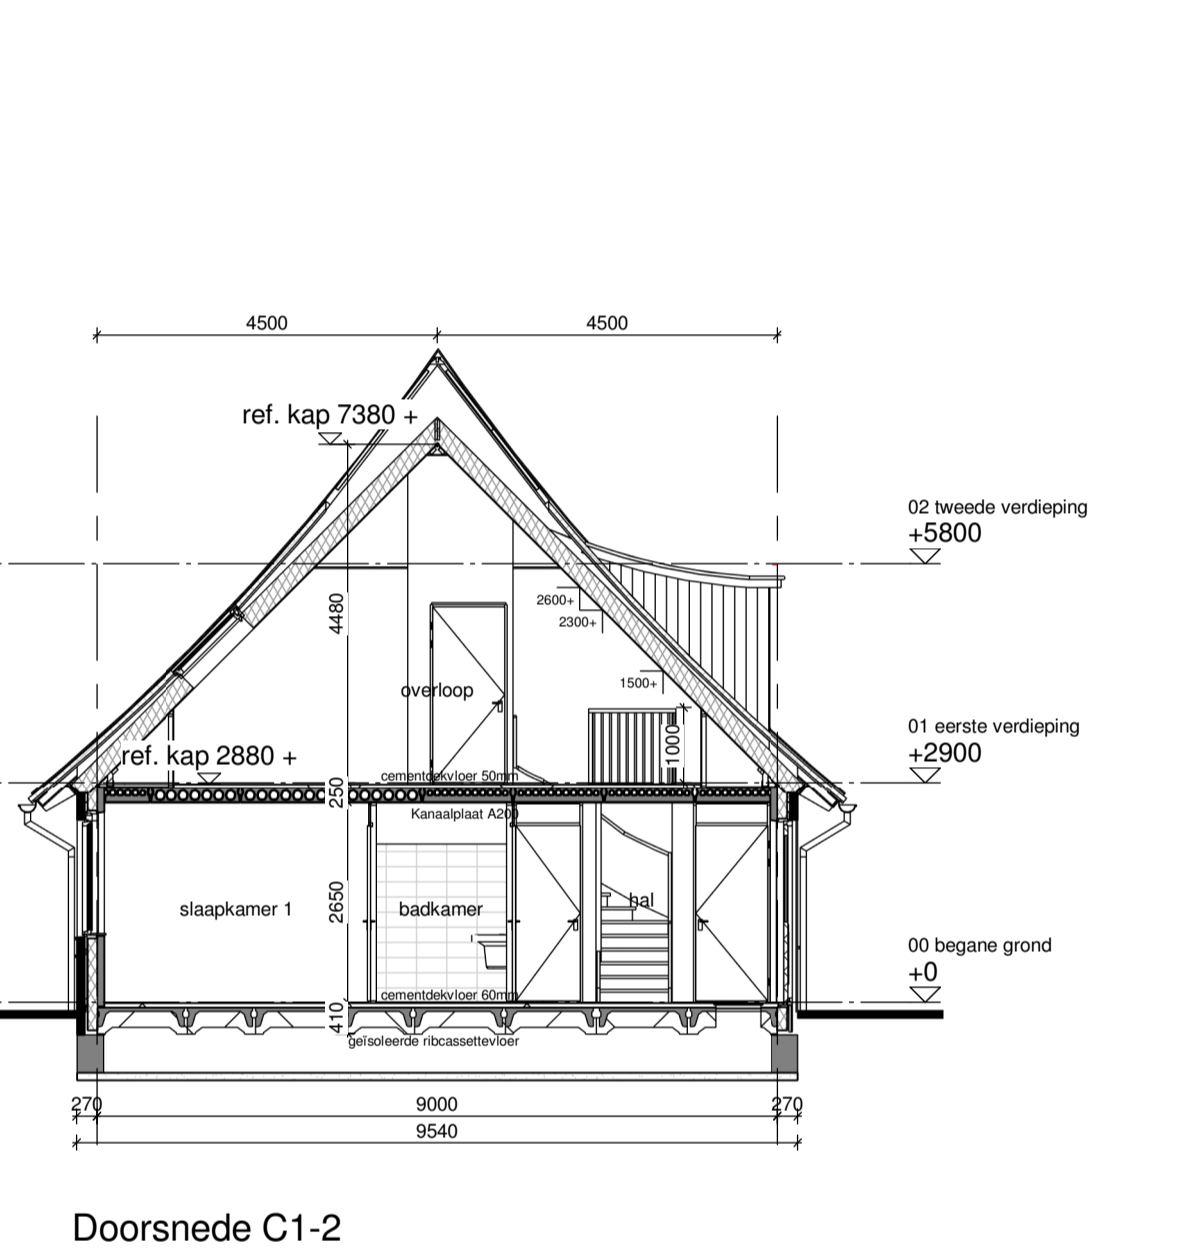 4500
4500
ref. kap 7380 +
02 tweede verdieping
+5800
2600+
4480
2300+
1500+
overloop
01 eerste verdieping
1000
+2900
ref. kap 2880 +
cementdekvloer 50mm
250
Kanaalplaat A200
slaapkamer 1
2650
badkamer
hal
00 begane grond
+0
cementdekvloer 60mm
410
geïsoleerde ribcassettevloer
270
9000
270
9540
Doorsnede C1-2